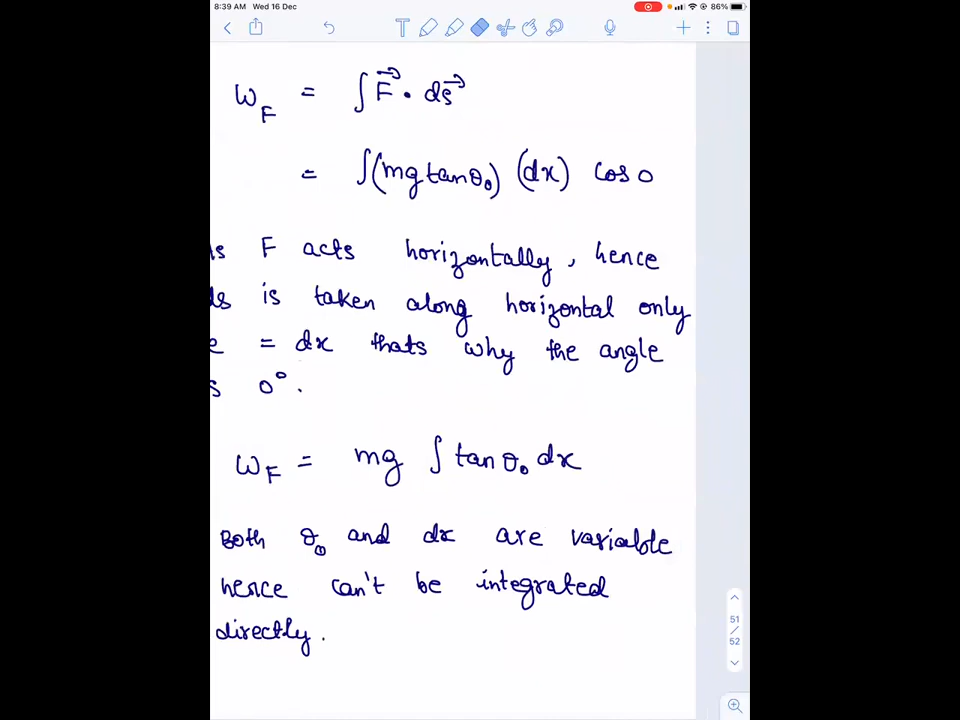 8:39 AM Wed 16 Dec
86%
W_F = ∫F⃗ · ds⃗
= ∫(mg tanθ₀) (dx) cos 0
F acts horizontally, hence
is taken along horizontal only
= dx thats why the angle
0°.
W_F = mg ∫ tan θ₀ dx
Both θ₀ and dx are variable
hence can't be integrated
directly.
51
/
52